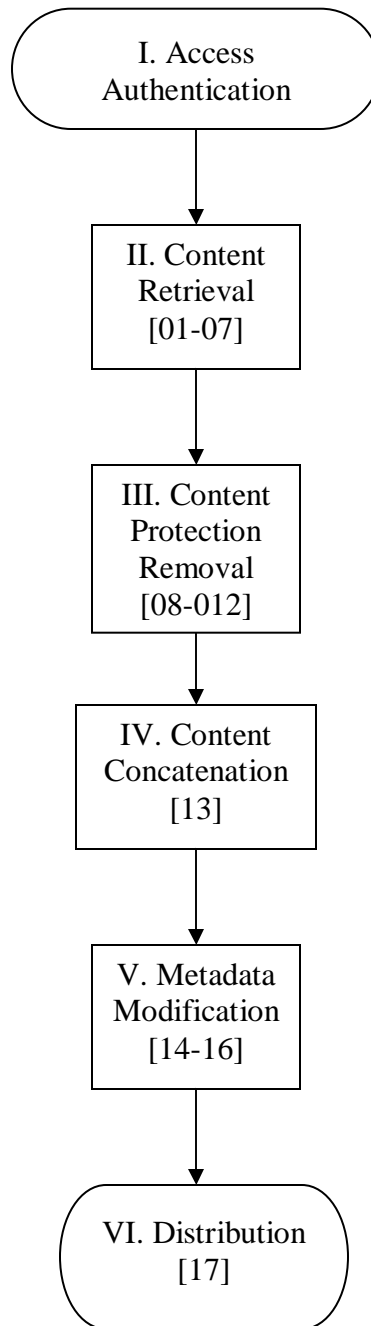 I. Access
Authentication
II. Content
Retrieval
[01-07]
III. Content
Protection
Removal
[08-012]
IV. Content
Concatenation
[13]
V. Metadata
Modification
[14-16]
VI. Distribution
[17]